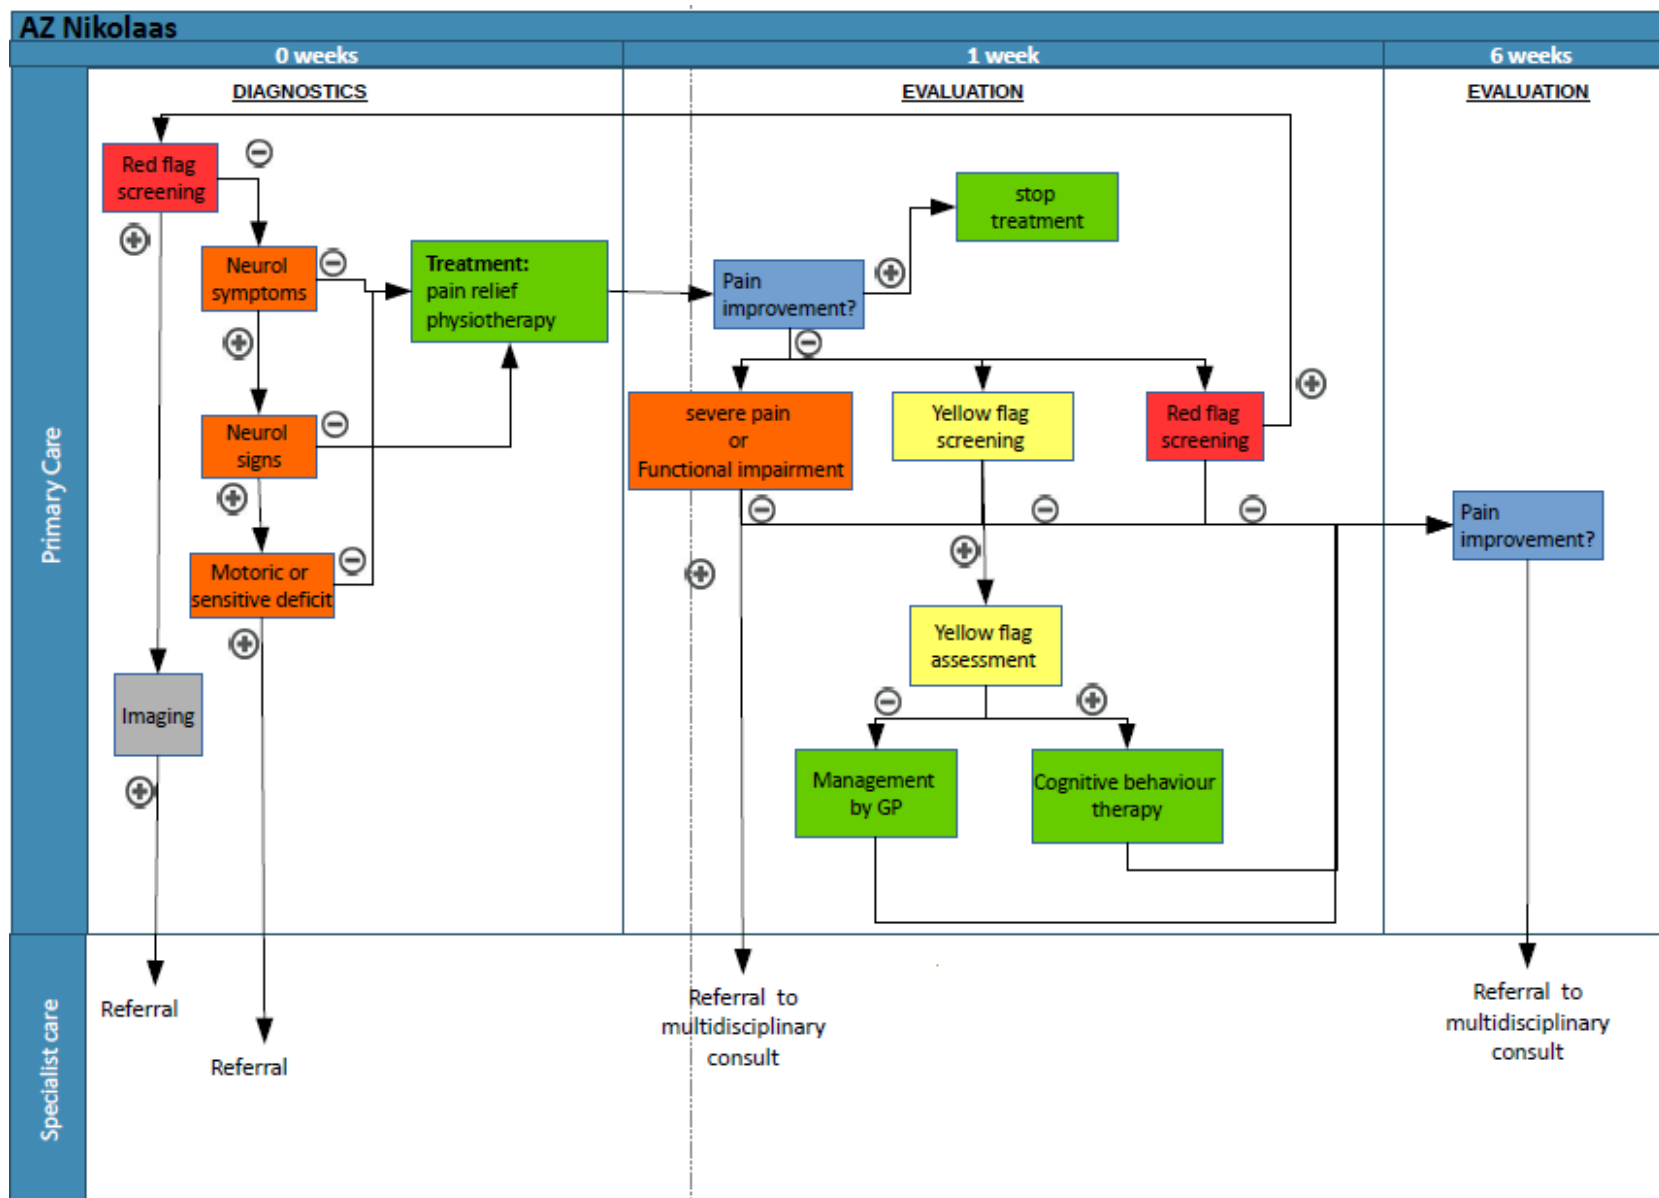 AZ Nikolaas
0 weeks
1 week
6 weeks
Primary Care
DIAGNOSTICS
Red flag
screening
Neurol
symptoms
Treatment:
pain relief
physiotherapy
Neurol
signs
Motoric or
sensitive deficit
Imaging
EVALUATION
stop
treatment
Pain
improvement?
severe pain
or
Functional impairment
Yellow flag
screening
Red flag
screening
Yellow flag
assessment
Management
by GP
Cognitive behaviour
therapy
EVALUATION
Pain
improvement?
Specialist care
Referral
Referral
Referral to
multidisciplinary
consult
Referral to
multidisciplinary
consult